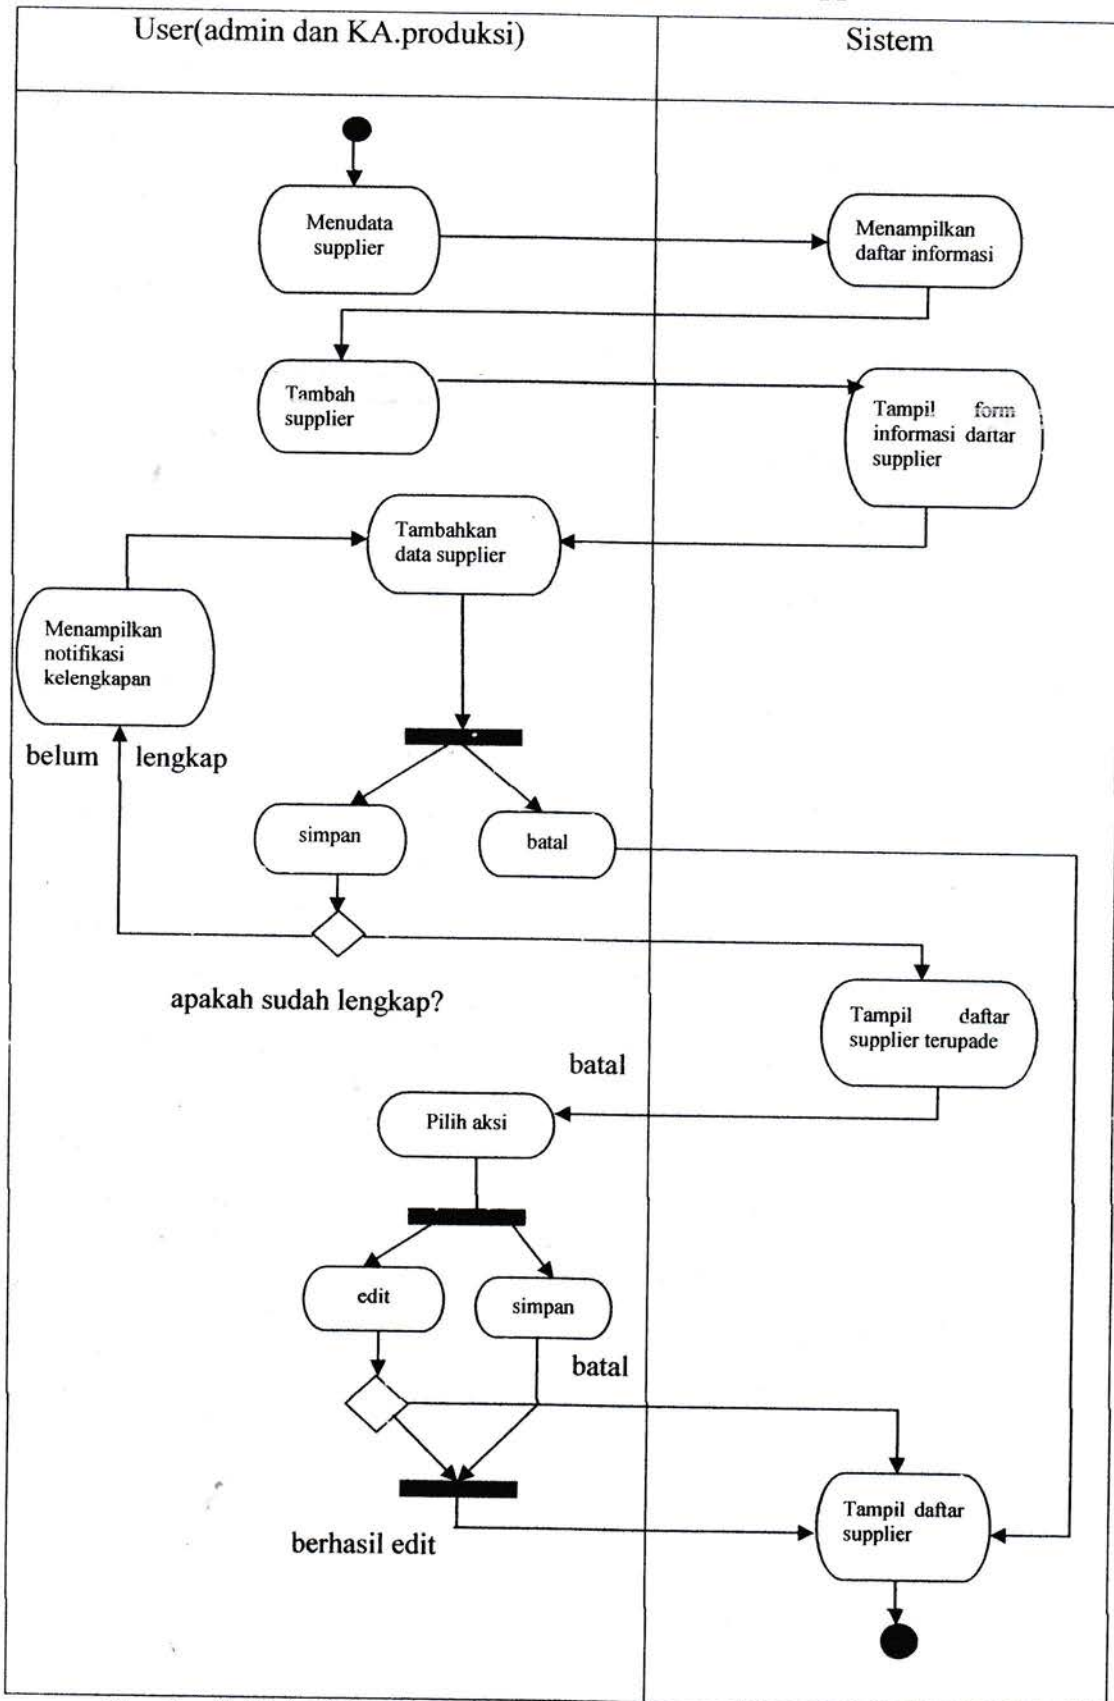 User(admin dan KA.produksi)
Sistem
Menudata
supplier
Menampilkan
daftar informasi
Tambah
supplier
Tampil form
informasi daftar
supplier
Tambahkan
data supplier
Menampilkan
notifikasi
kelengkapan
belum lengkap
simpan
batal
apakah sudah lengkap?
Tampil daftar
supplier terupade
batal
Pilih aksi
edit
simpan
batal
Tampil daftar
supplier
berhasil edit